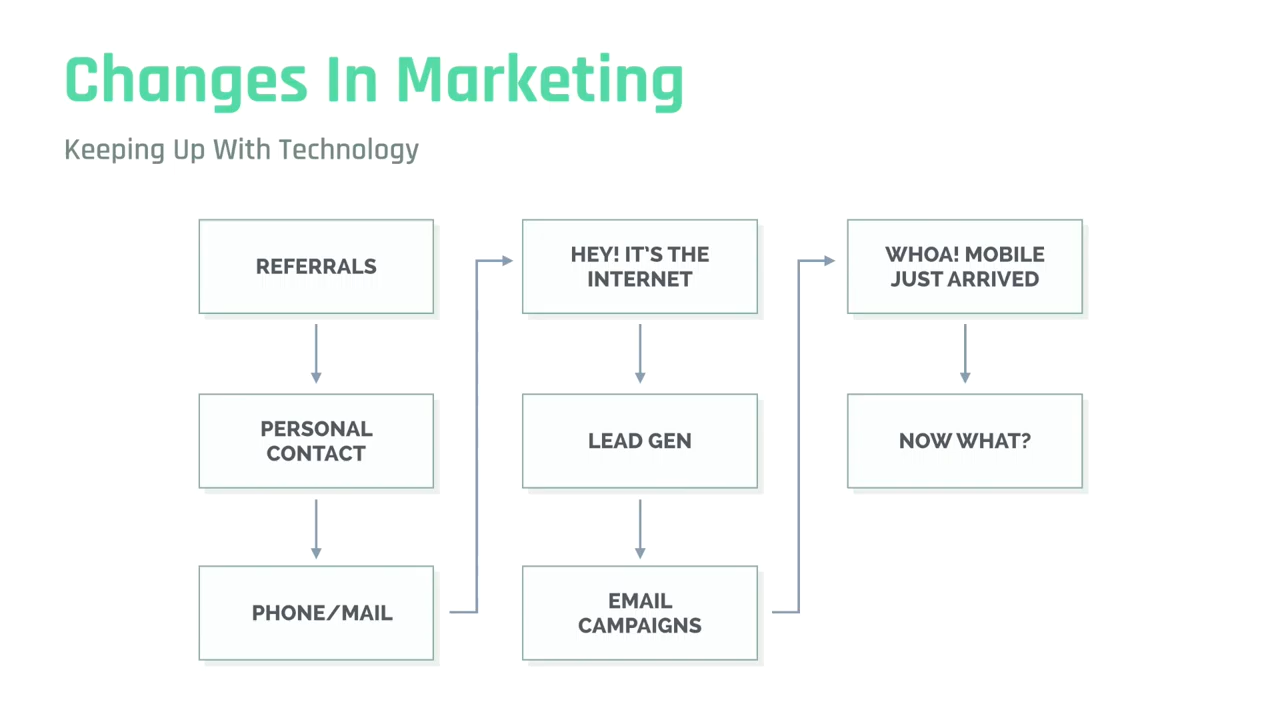 Changes In Marketing
Keeping Up With Technology
REFERRALS
PERSONAL
CONTACT
PHONE/MAIL
HEY! IT'S THE
INTERNET
LEAD GEN
EMAIL
CAMPAIGNS
WHOA! MOBILE
JUST ARRIVED
NOW WHAT?